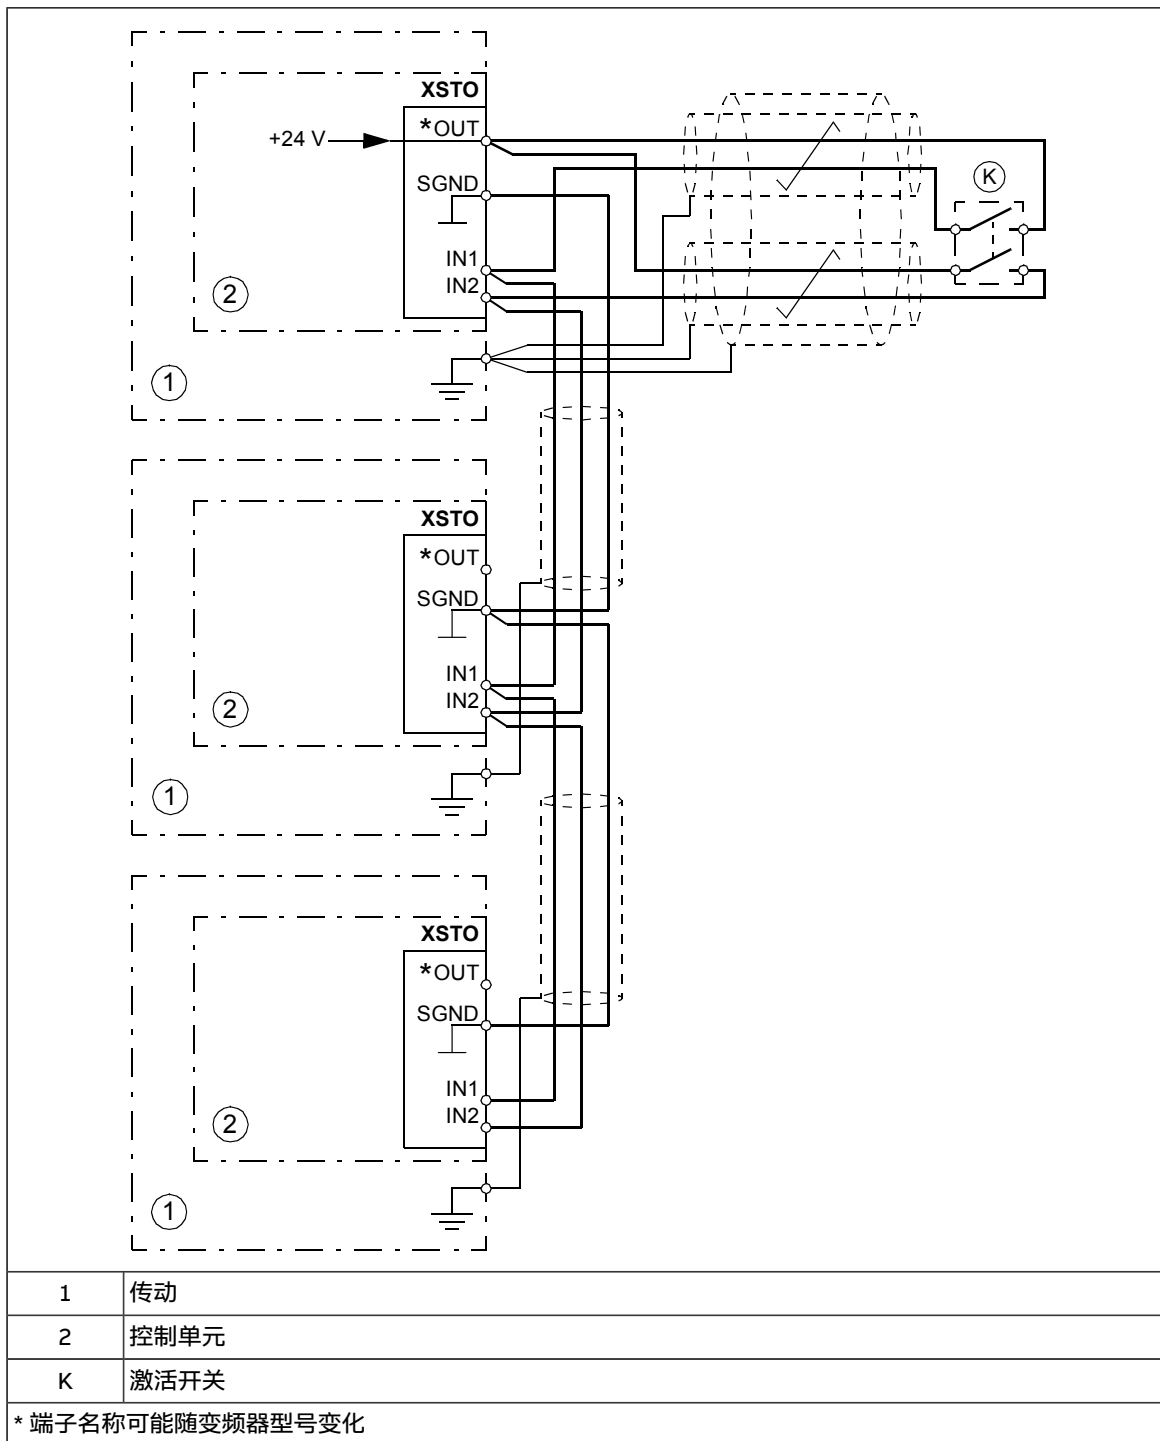 XSTO
*OUT
+24 V
SGND
K
IN1
IN2
2
1
XSTO
*OUT
SGND
IN1
IN2
2
1
XSTO
*OUT
SGND
IN1
IN2
2
1
1 传动
2 控制单元
K 激活开关
* 端子名称可能随变频器型号变化